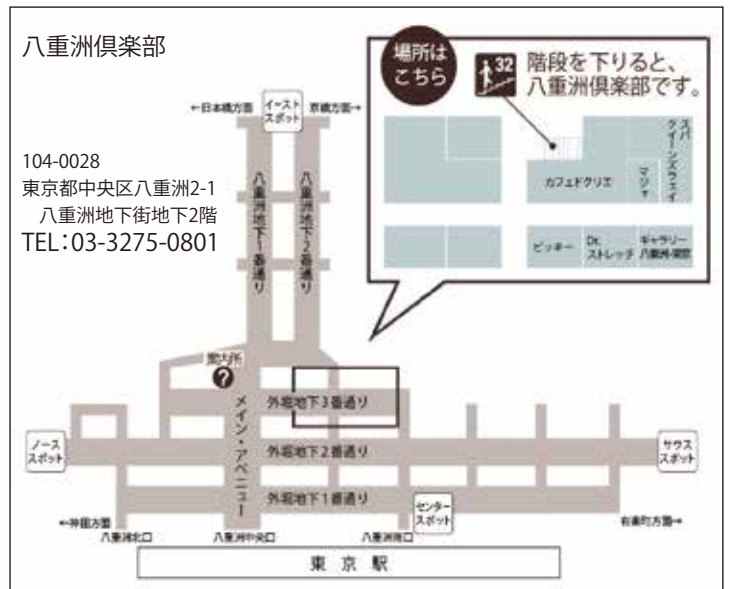 八重洲倶楽部
104-0028
東京都中央区八重洲2-1
八重洲地下街地下2階
TEL：03-3275-0801
場所は
こちら
32
階段を下りると、
八重洲倶楽部です。
カフェドクリエ
マジャ
スパ
クイーンズウェイ
ビッキー
Dr.
ストレッチ
ギャラリー
八重洲・東京
←日本橋方面
イースト
スポット
京橋方面→
八重洲地下1番通り
八重洲地下2番通り
案内所
?
メイン・アベニュー
外堀地下3番通り
外堀地下2番通り
外堀地下1番通り
ノース
スポット
サウス
スポット
センター
スポット
←神田方面
有楽町方面→
八重洲北口
八重洲中央口
八重洲南口
東京駅